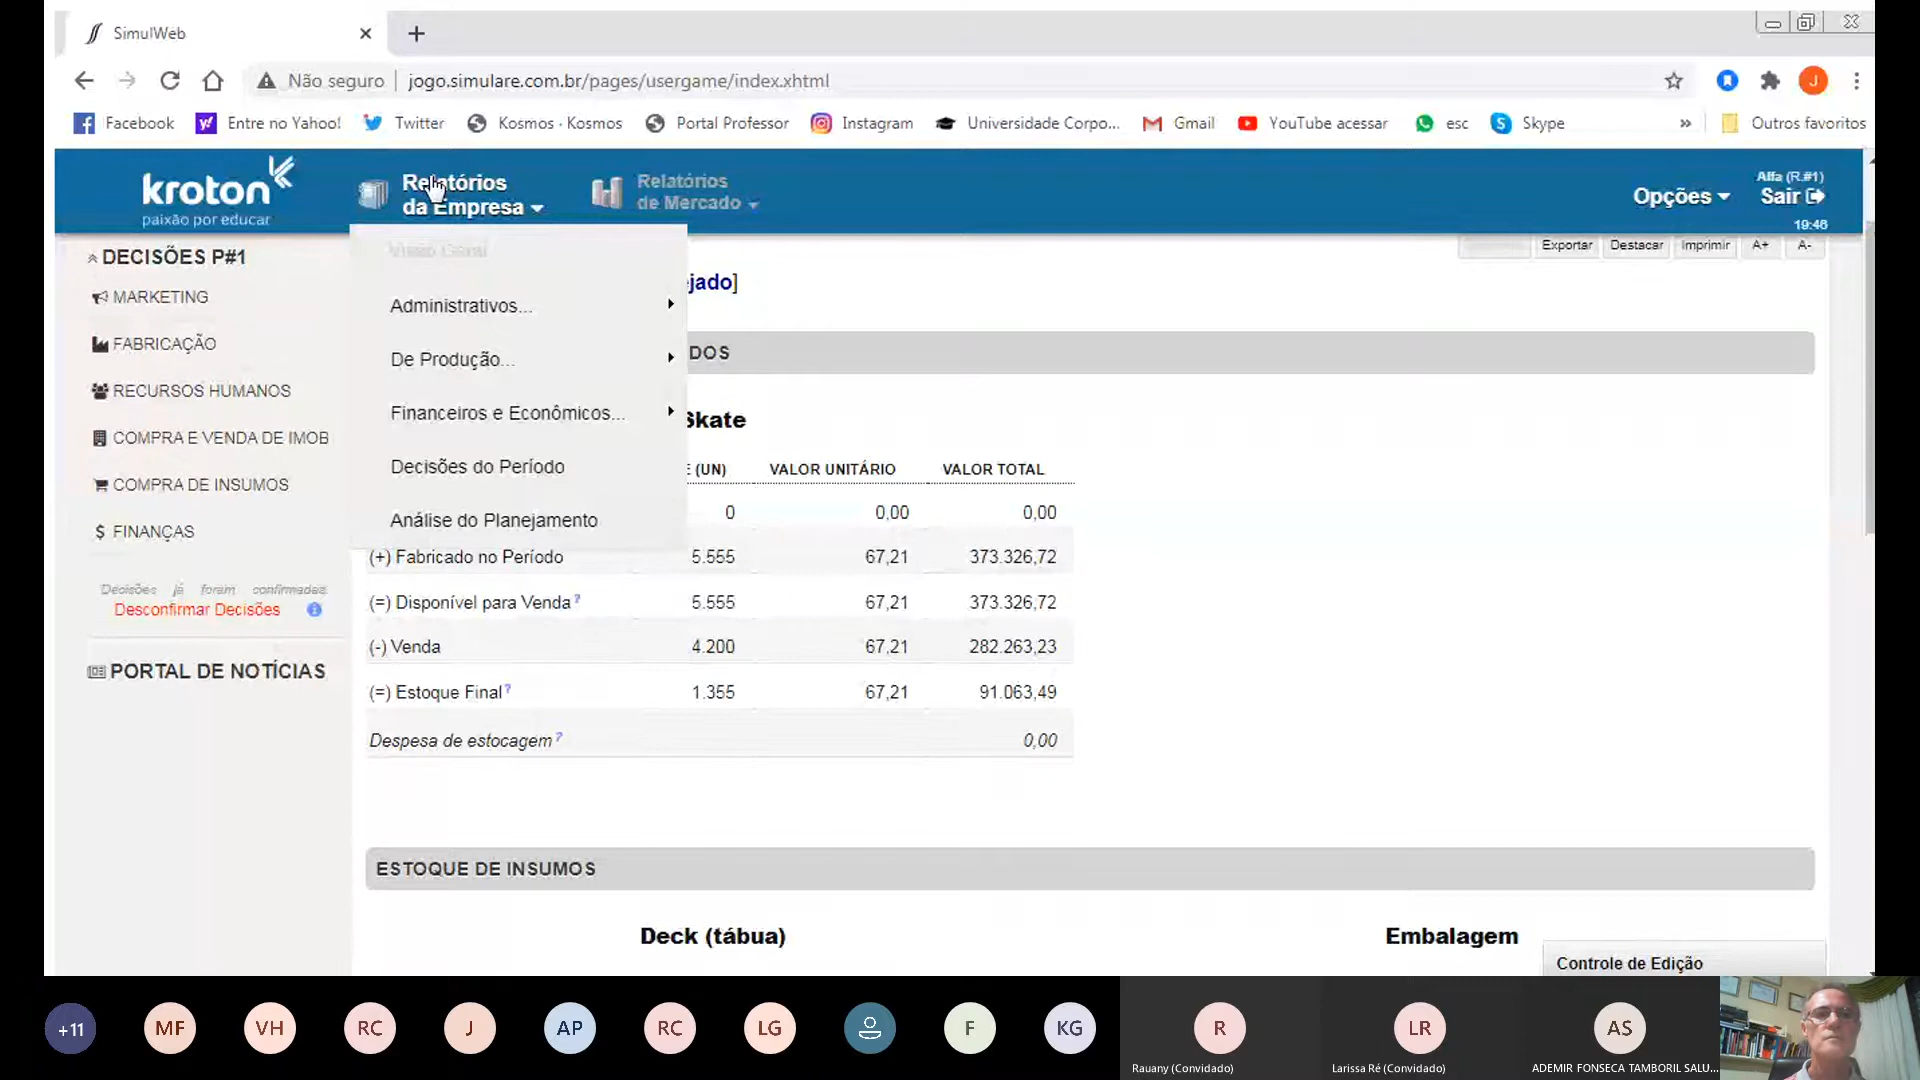 SimulWeb
Não seguro
jogo.simulare.com.br/pages/usergame/index.xhtml
J
Facebook
Entre no Yahoo!
Twitter
Kosmos · Kosmos
Portal Professor
Instagram
Universidade Corpo...
Gmail
YouTube acessar
esc
Skype
»
Outros favoritos
kroton
paixão por educar
Relatórios
da Empresa
Relatórios
de Mercado
Opções
Alfa (R.#1)
Sair
19:46
DECISÕES P#1
MARKETING
FABRICAÇÃO
RECURSOS HUMANOS
COMPRA E VENDA DE IMOB
COMPRA DE INSUMOS
$ FINANÇAS
Decisões já foram confirmadas.
Desconfirmar Decisões
PORTAL DE NOTÍCIAS
Visão Geral
Administrativos...
De Produção...
Financeiros e Econômicos...
Decisões do Período
Análise do Planejamento
Exportar
Destacar
Imprimir
A+
A-
ejado]
DOS
Skate
E (UN) VALOR UNITÁRIO VALOR TOTAL
0 0,00 0,00
(+) Fabricado no Período 5.555 67,21 373.326,72
(=) Disponível para Venda? 5.555 67,21 373.326,72
(-) Venda 4.200 67,21 282.263,23
(=) Estoque Final? 1.355 67,21 91.063,49
Despesa de estocagem? 0,00
ESTOQUE DE INSUMOS
Deck (tábua)
Embalagem
Controle de Edição
+11
MF
VH
RC
J
AP
RC
LG
F
KG
R
Rauany (Convidado)
LR
Larissa Ré (Convidado)
AS
ADEMIR FONSECA TAMBORIL SALU...